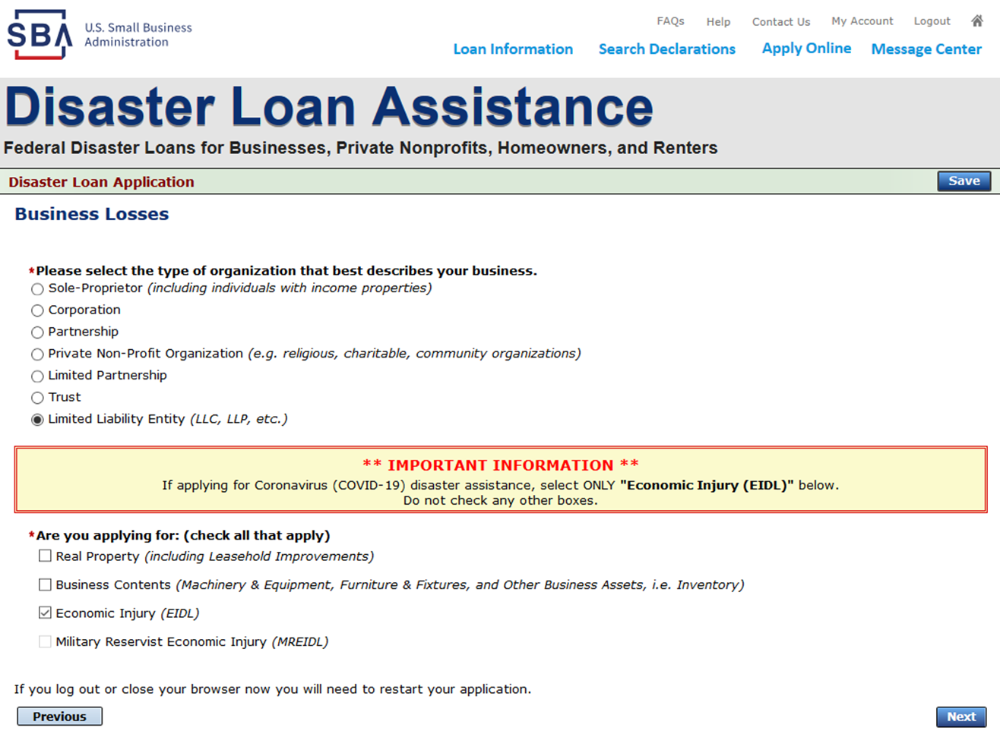 SBA
U.S. Small Business
Administration
FAQs Help Contact Us My Account Logout
Loan Information Search Declarations Apply Online Message Center
Disaster Loan Assistance
Federal Disaster Loans for Businesses, Private Nonprofits, Homeowners, and Renters
Disaster Loan Application Save
Business Losses
*Please select the type of organization that best describes your business.
Sole-Proprietor (including individuals with income properties)
Corporation
Partnership
Private Non-Profit Organization (e.g. religious, charitable, community organizations)
Limited Partnership
Trust
Limited Liability Entity (LLC, LLP, etc.)
** IMPORTANT INFORMATION **
If applying for Coronavirus (COVID-19) disaster assistance, select ONLY "Economic Injury (EIDL)" below.
Do not check any other boxes.
*Are you applying for: (check all that apply)
Real Property (including Leasehold Improvements)
Business Contents (Machinery & Equipment, Furniture & Fixtures, and Other Business Assets, i.e. Inventory)
Economic Injury (EIDL)
Military Reservist Economic Injury (MREIDL)
If you log out or close your browser now you will need to restart your application.
Previous Next